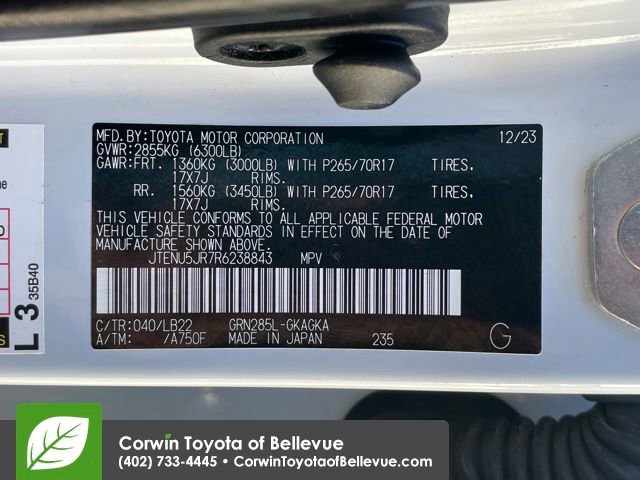 MFD.BY:TOYOTA MOTOR CORPORATION 12/23
GVWR:2855KG (6300LB)
GAWR:FRT. 1360KG (3000LB) WITH P265/70R17 TIRES,
17X7J RIMS.
RR. 1560KG (3450LB) WITH P265/70R17 TIRES,
17X7J RIMS.
THIS VEHICLE CONFORMS TO ALL APPLICABLE FEDERAL MOTOR
VEHICLE SAFETY STANDARDS IN EFFECT ON THE DATE OF
MANUFACTURE SHOWN ABOVE.
JTENU5JR7R6238843 MPV
C/TR:040/LB22 GRN285L-GKAGKA
A/TM: /A750F MADE IN JAPAN 235 G
L 3 35B40
Corwin Toyota of Bellevue
(402) 733-4445 • CorwinToyotaofBellevue.com